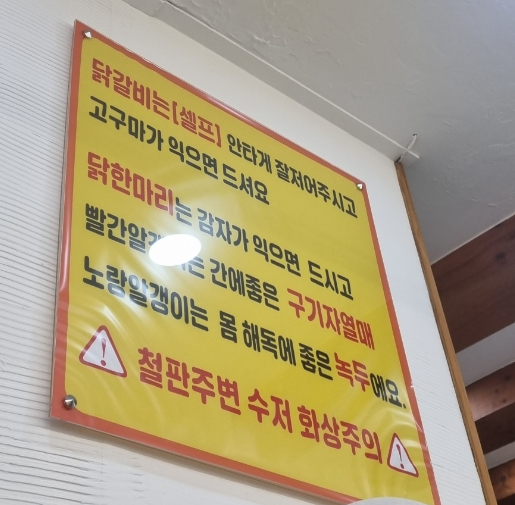 닭갈비는[셀프] 안타게 잘저어주시고
고구마가 익으면 드셔요
닭한마리는 감자가 익으면 드시고
빨간알갱이는 간에좋은 구기자열매
노랑알갱이는 몸 해독에 좋은 녹두에요.
철판주변 수저 화상주의